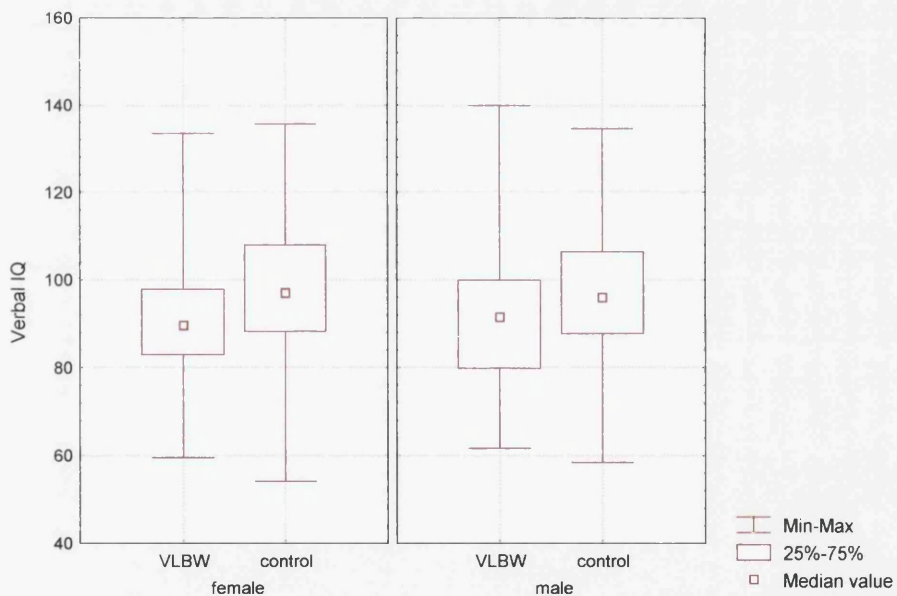 160
140
120
100
80
60
40
Verbal IQ
VLBW control VLBW control
female male
Min-Max
25%-75%
Median value